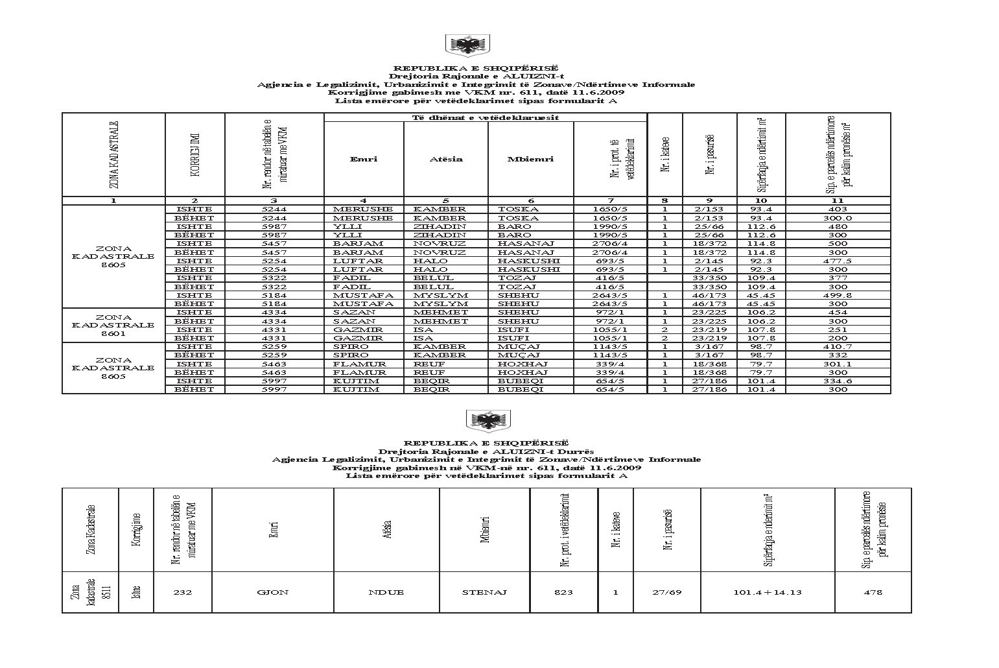 REPUBLIKA E SHQIPËRISË
Drejtoria Rajonale e ALUIZNI-t
Agjencia e Legalizimit, Urbanizimit e Integrimit të Zonave/Ndërtimeve Informale
Korrigjime gabimesh me VKM nr. 611, datë 11.6.2009
Lista emërore për vetëdeklarimet sipas formularit A
ZONA KADASTRALE
KORRIGJIMI
Nr. rendor në tabelën e
miratuar me VKM
Të dhënat e vetëdeklaruesit
Emri
Atësia
Mbiemri
Nr. i prot. të
vetëdeklarimit
Nr. i kateve
Nr. i pasurisë
Sipërfaqja e ndërtimit m²
Sip. e parcelës ndërtimore
për kalim pronësie m²
1 2 3 4 5 6 7 8 9 10 11
ZONA
KADASTRALE
8605
ISHTE 5244 MERUSHE KAMBER TOSKA 1650/5 1 2/153 93.4 403
BËHET 5244 MERUSHE KAMBER TOSKA 1650/5 1 2/153 93.4 300.0
ISHTE 5987 YLLI ZIHADIN BARO 1990/5 1 25/66 112.6 480
BËHET 5987 YLLI ZIHADIN BARO 1990/5 1 25/66 112.6 300
ISHTE 5457 BARJAM NOVRUZ HASANAJ 2706/4 1 18/372 114.8 500
BËHET 5457 BARJAM NOVRUZ HASANAJ 2706/4 1 18/372 114.8 300
ISHTE 5254 LUFTAR HALO HASKUSHI 693/5 1 2/145 92.3 477.5
BËHET 5254 LUFTAR HALO HASKUSHI 693/5 1 2/145 92.3 300
ISHTE 5322 FADIL BELUL TOZAJ 416/5 33/350 109.4 377
BËHET 5322 FADIL BELUL TOZAJ 416/5 33/350 109.4 300
ISHTE 5184 MUSTAFA MYSLYM SHEHU 2643/5 1 46/173 45.45 499.8
BËHET 5184 MUSTAFA MYSLYM SHEHU 2643/5 1 46/173 45.45 300
ZONA
KADASTRALE
8601
ISHTE 4334 SAZAN MEHMET SHEHU 972/1 1 23/225 106.2 454
BËHET 4334 SAZAN MEHMET SHEHU 972/1 1 23/225 106.2 300
ISHTE 4331 GAZMIR ISA ISUFI 1055/1 2 23/219 107.8 251
BËHET 4331 GAZMIR ISA ISUFI 1055/1 2 23/219 107.8 200
ZONA
KADASTRALE
8605
ISHTE 5259 SPIRO KAMBER MUÇAJ 1143/5 1 3/167 98.7 410.7
BËHET 5259 SPIRO KAMBER MUÇAJ 1143/5 1 3/167 98.7 332
ISHTE 5463 FLAMUR REUF HOXHAJ 339/4 1 18/368 79.7 301.1
BËHET 5463 FLAMUR REUF HOXHAJ 339/4 1 18/368 79.7 300
ISHTE 5997 KUJTIM BEQIR BUBEQI 654/5 1 27/186 101.4 334.6
BËHET 5997 KUJTIM BEQIR BUBEQI 654/5 1 27/186 101.4 300
REPUBLIKA E SHQIPËRISË
Drejtoria Rajonale e ALUIZNI-t Durrës
Agjencia Legalizimit, Urbanizimit e Integrimit të Zonave/Ndërtimeve Informale
Korrigjime gabimesh në VKM-në nr. 611, datë 11.6.2009
Lista emërore për vetëdeklarimet sipas formularit A
Zona Kadastrale
Korrigjime
Nr. rendor në tabelën e
miratuar me VKM
Emri
Atësia
Mbiemri
Nr. prot. i vetëdeklarimit
Nr. i kateve
Nr. i pasurisë
Sipërfaqja e nderimit m²
Sip. e parcelës ndërtimore
për kalim pronësie
Zona
kadastrale
8511
Ishte 232 GJON NDUE STENAJ 823 1 27/69 101.4+14.13 478